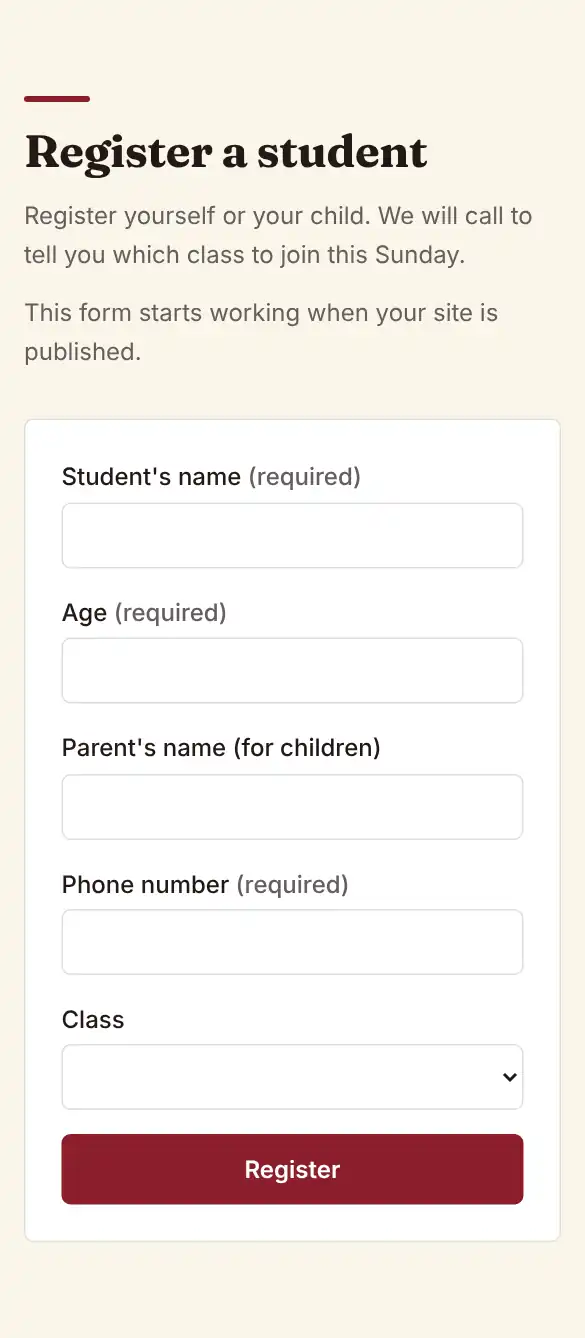 Register a student
Register yourself or your child. We will call to
tell you which class to join this Sunday.
This form starts working when your site is
published.
Student's name (required)
Age (required)
Parent's name (for children)
Phone number (required)
Class
Register